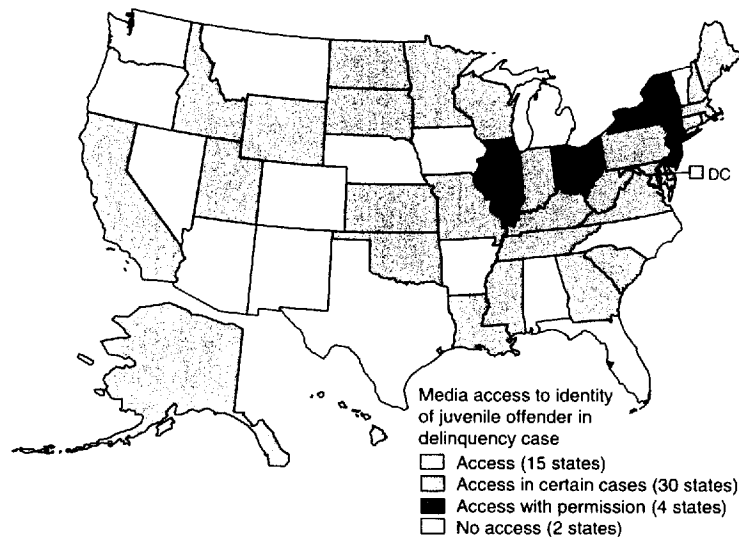 DC
Media access to identity
of juvenile offender in
delinquency case
Access (15 states)
Access in certain cases (30 states)
Access with permission (4 states)
No access (2 states)